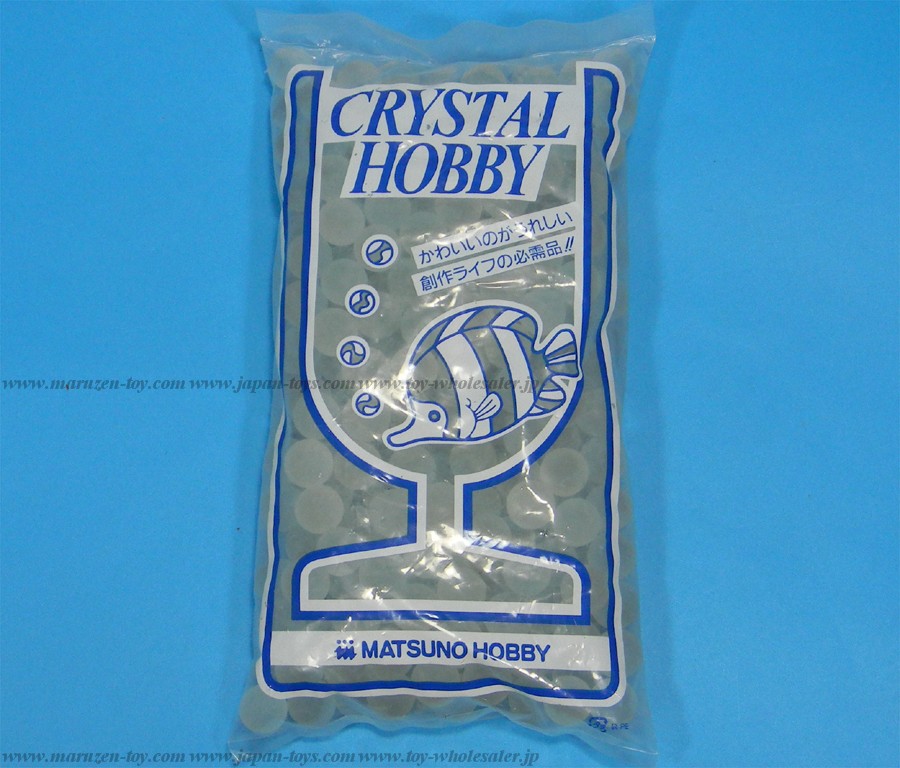 CRYSTAL
HOBBY
かわいいのがうれしい
創作ライフの必需品!!
www.maruzen-toy.com www.japan-toys.com www.toy-wholesaler.jp
MATSUNO HOBBY
www.maruzen-toy.com www.japan-toys.com www.toy-wholesaler.jp